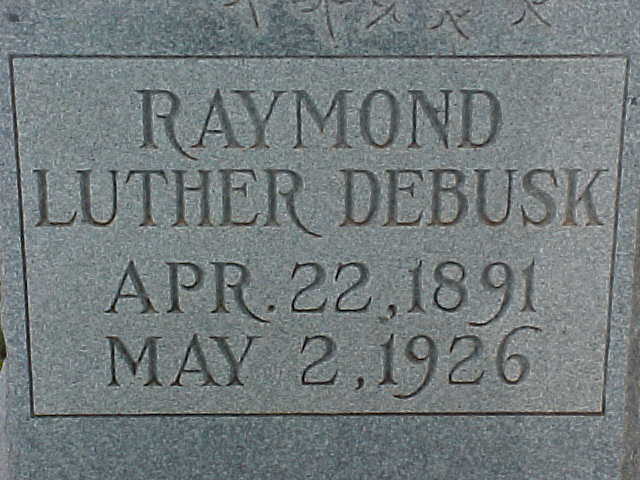 RAYMOND
LUTHER DEBUSK
APR. 22, 1891
MAY 2, 1926